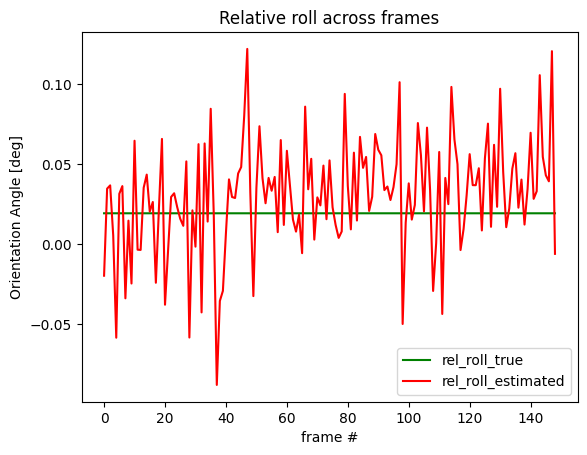 Relative roll across frames
Orientation Angle [deg]
0.10
0.05
0.00
−0.05
0
20
40
60
80
100
120
140
frame #
rel_roll_true
rel_roll_estimated